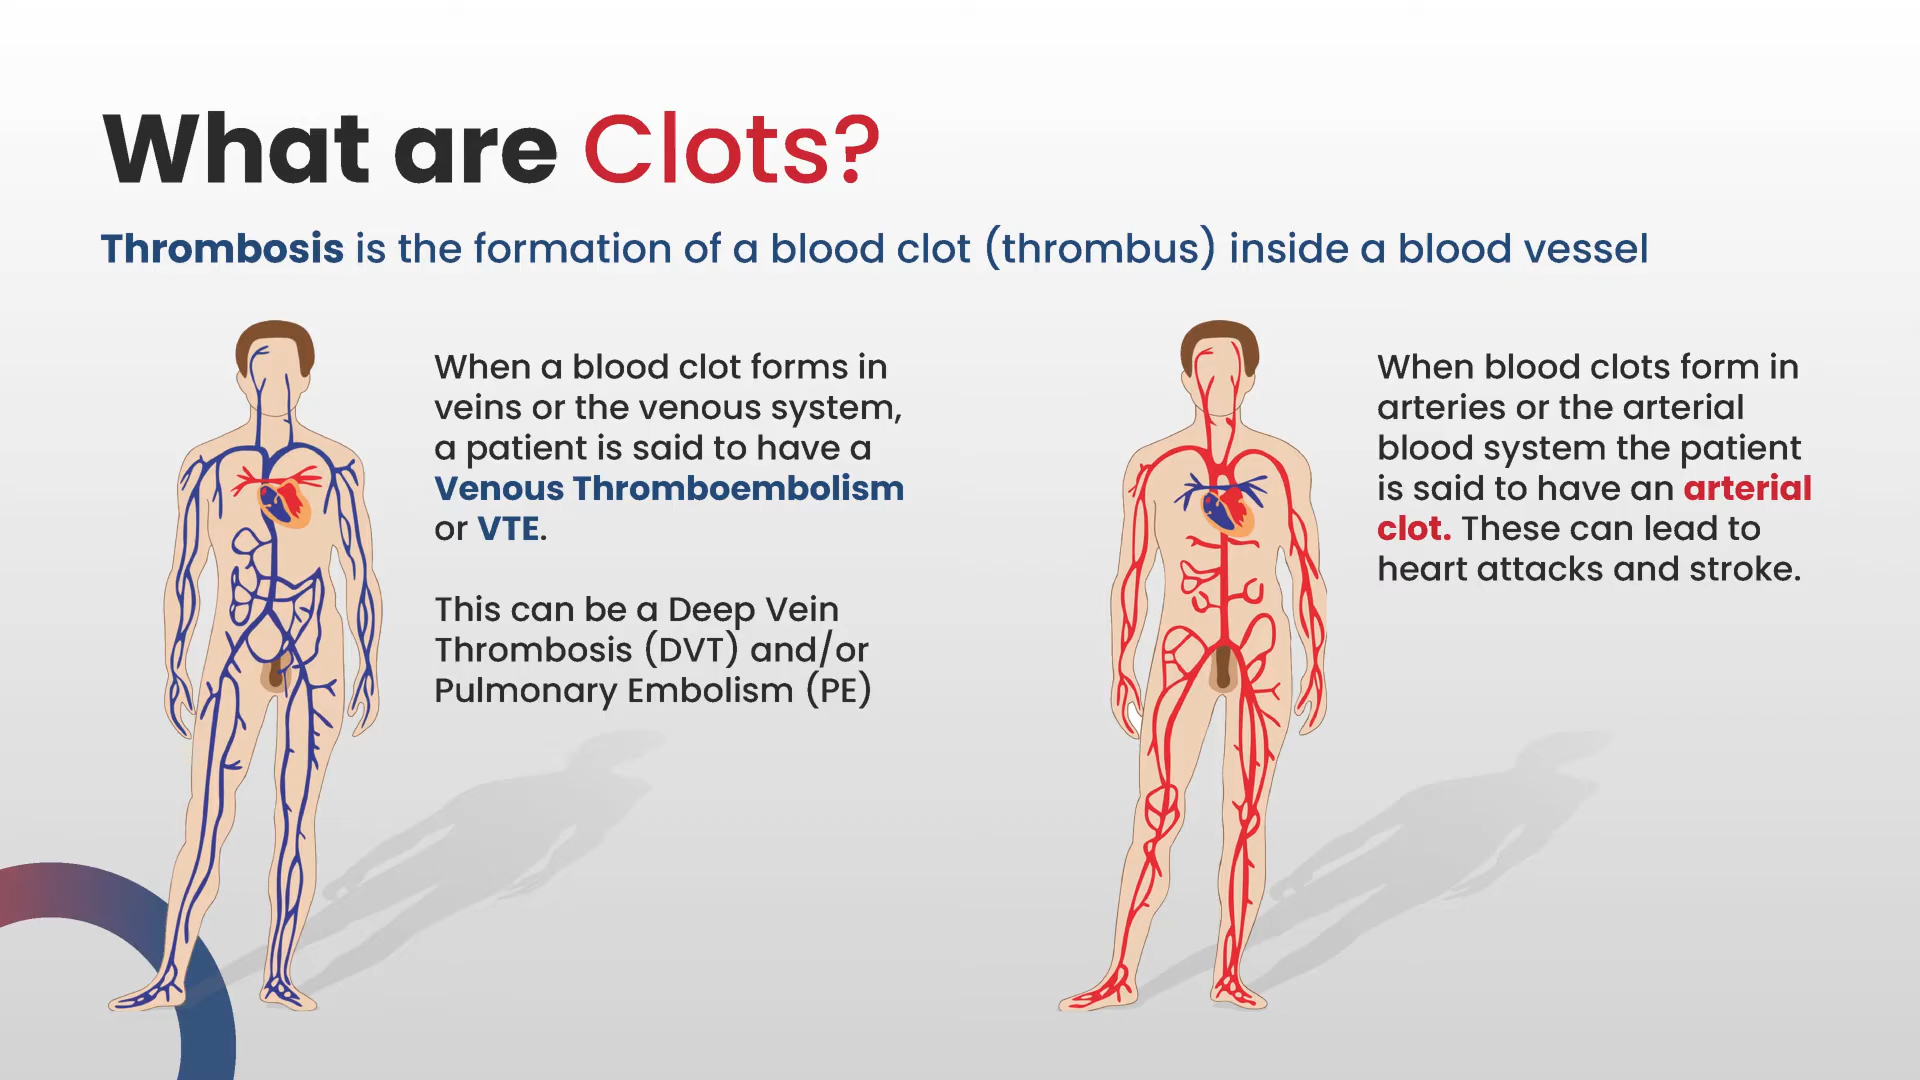 What are Clots?
Thrombosis is the formation of a blood clot (thrombus) inside a blood vessel
When a blood clot forms in
veins or the venous system,
a patient is said to have a
Venous Thromboembolism
or VTE.
This can be a Deep Vein
Thrombosis (DVT) and/or
Pulmonary Embolism (PE)
When blood clots form in
arteries or the arterial
blood system the patient
is said to have an arterial
clot. These can lead to
heart attacks and stroke.